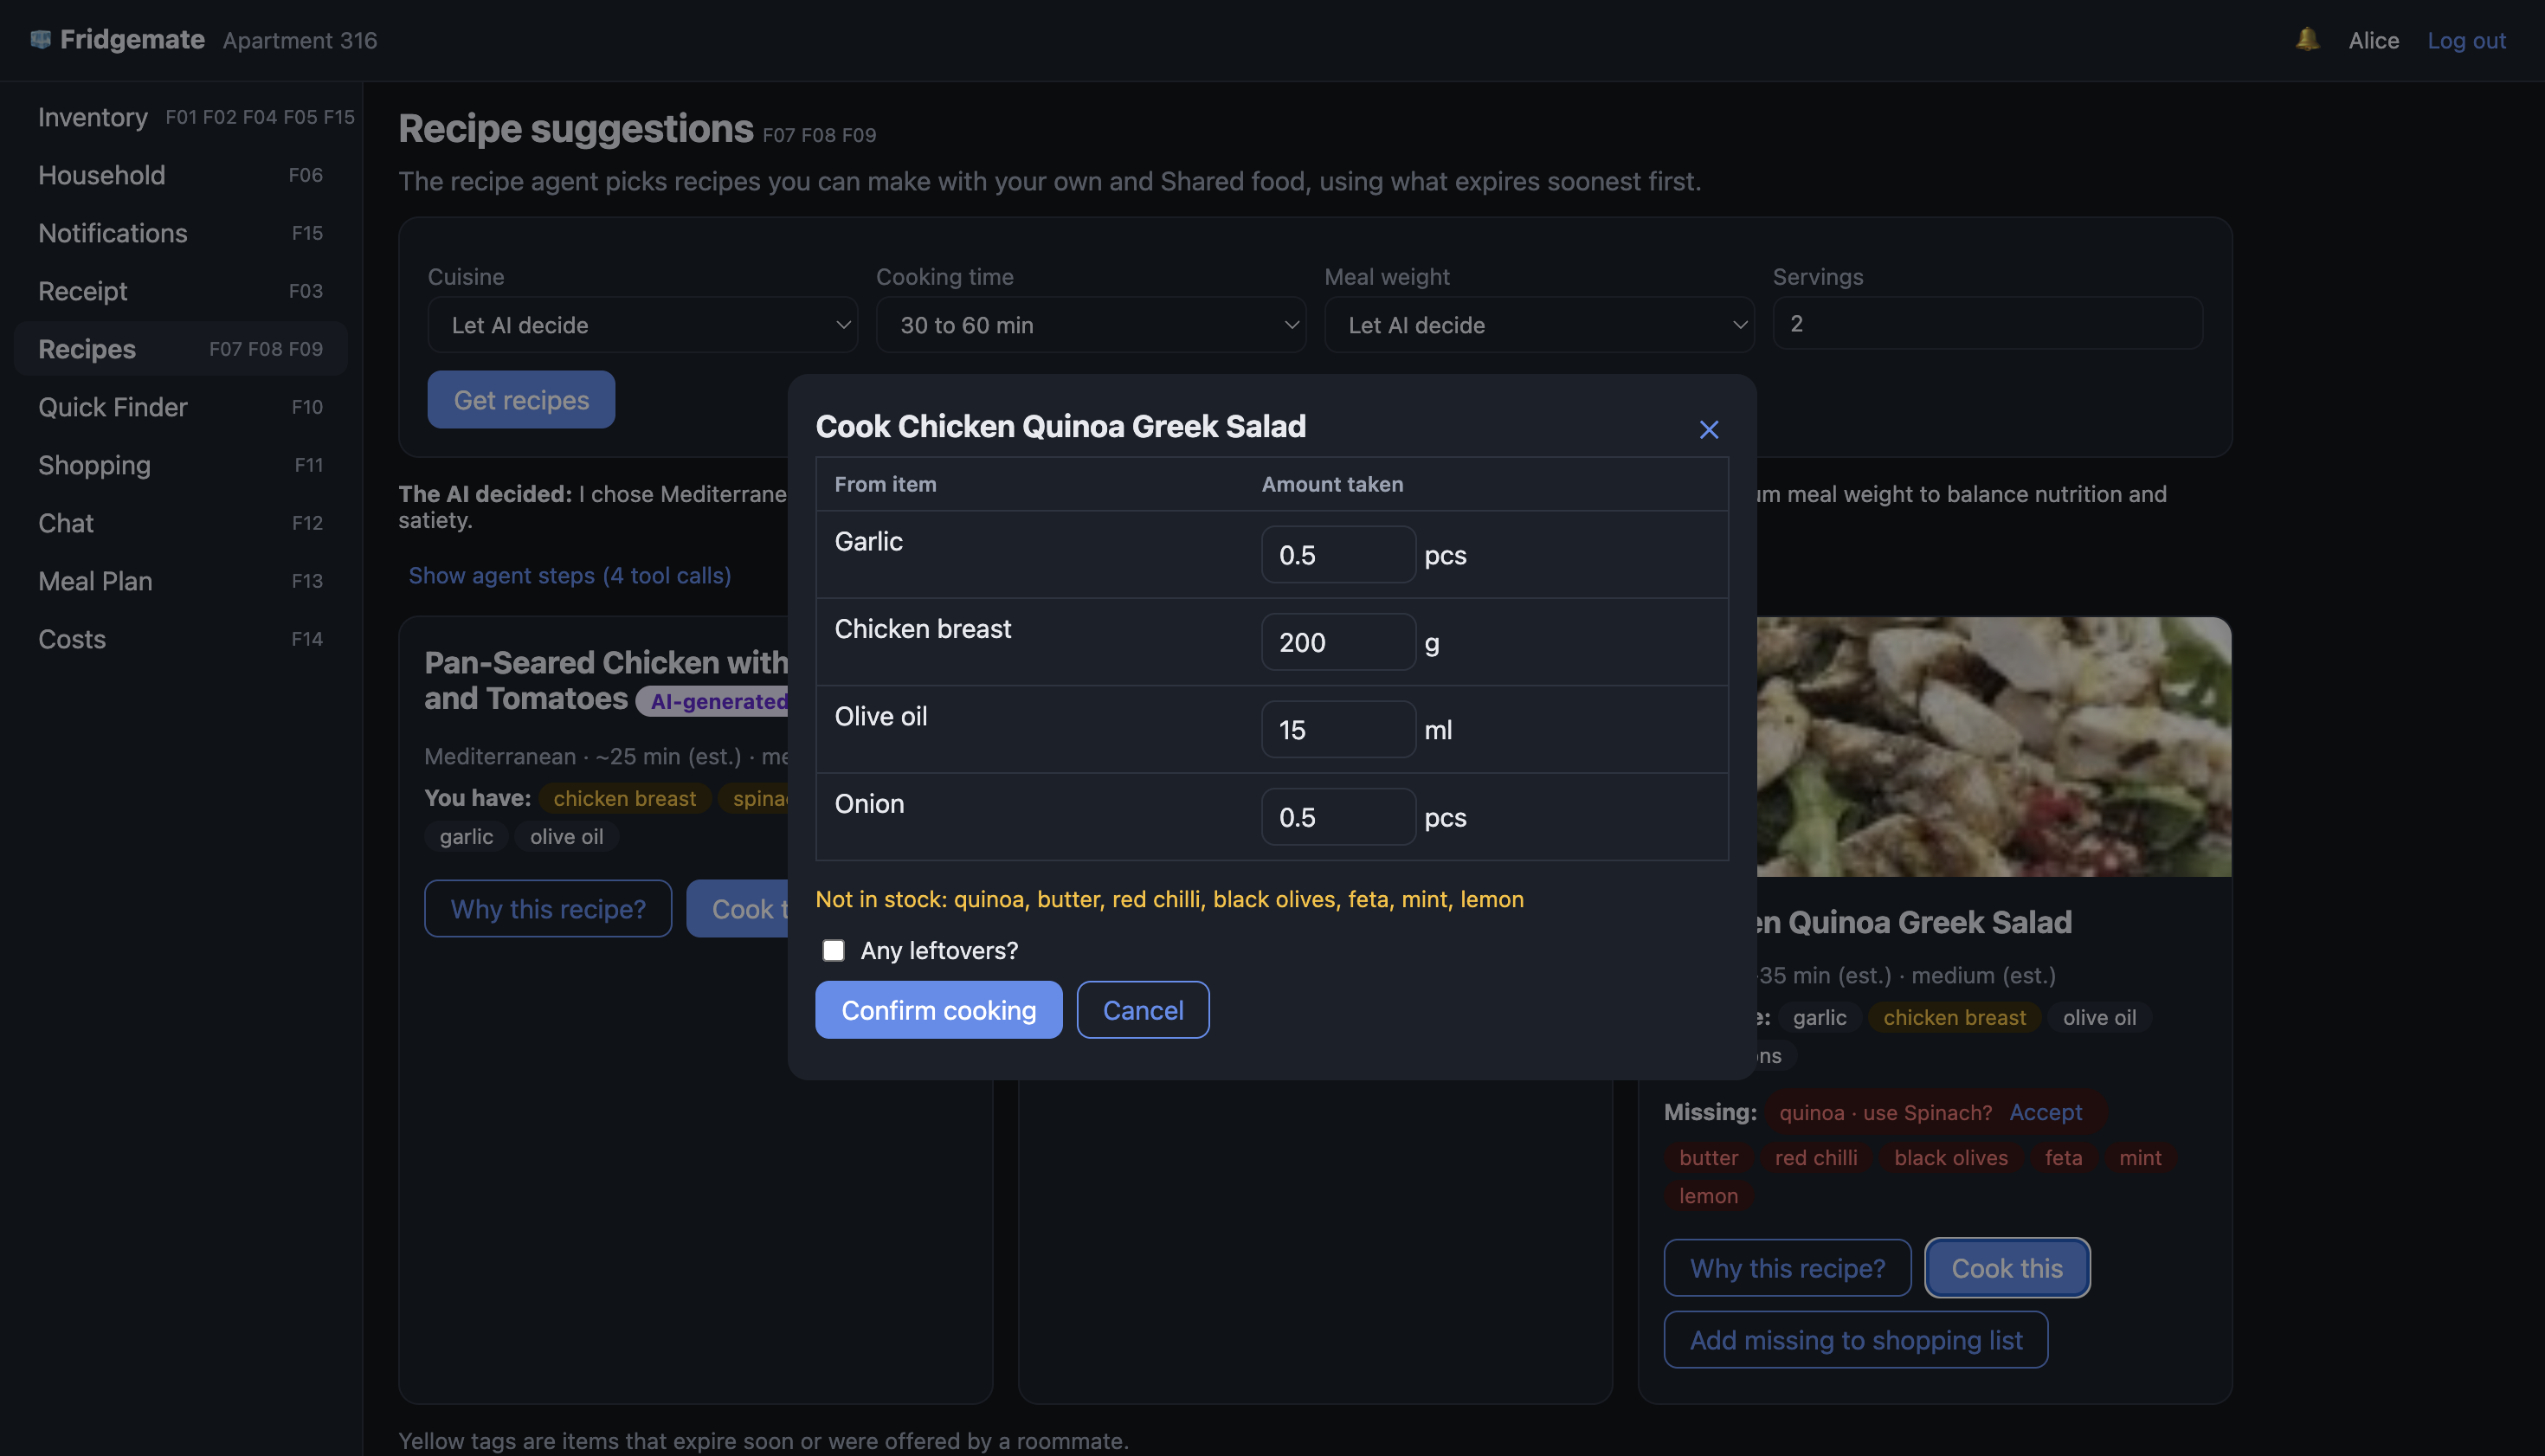 Fridgemate Apartment 316
🔔 Alice Log out
Inventory F01 F02 F04 F05 F15
Household F06
Notifications F15
Receipt F03
Recipes F07 F08 F09
Quick Finder F10
Shopping F11
Chat F12
Meal Plan F13
Costs F14
Recipe suggestions F07 F08 F09
The recipe agent picks recipes you can make with your own and Shared food, using what expires soonest first.
Cuisine
Let AI decide
Cooking time
30 to 60 min
Meal weight
Let AI decide
Servings
2
Get recipes
The AI decided: I chose Mediterrane
um meal weight to balance nutrition and
satiety.
Show agent steps (4 tool calls)
Pan-Seared Chicken with
and Tomatoes AI-generated
Mediterranean · ~25 min (est.) · me
You have: chicken breast spina
garlic olive oil
Why this recipe? Cook t
Cook Chicken Quinoa Greek Salad
From item Amount taken
Garlic 0.5 pcs
Chicken breast 200 g
Olive oil 15 ml
Onion 0.5 pcs
Not in stock: quinoa, butter, red chilli, black olives, feta, mint, lemon
Any leftovers?
Confirm cooking Cancel
en Quinoa Greek Salad
35 min (est.) · medium (est.)
e: garlic chicken breast olive oil
ons
Missing: quinoa · use Spinach? Accept
butter red chilli black olives feta mint
lemon
Why this recipe? Cook this
Add missing to shopping list
Yellow tags are items that expire soon or were offered by a roommate.